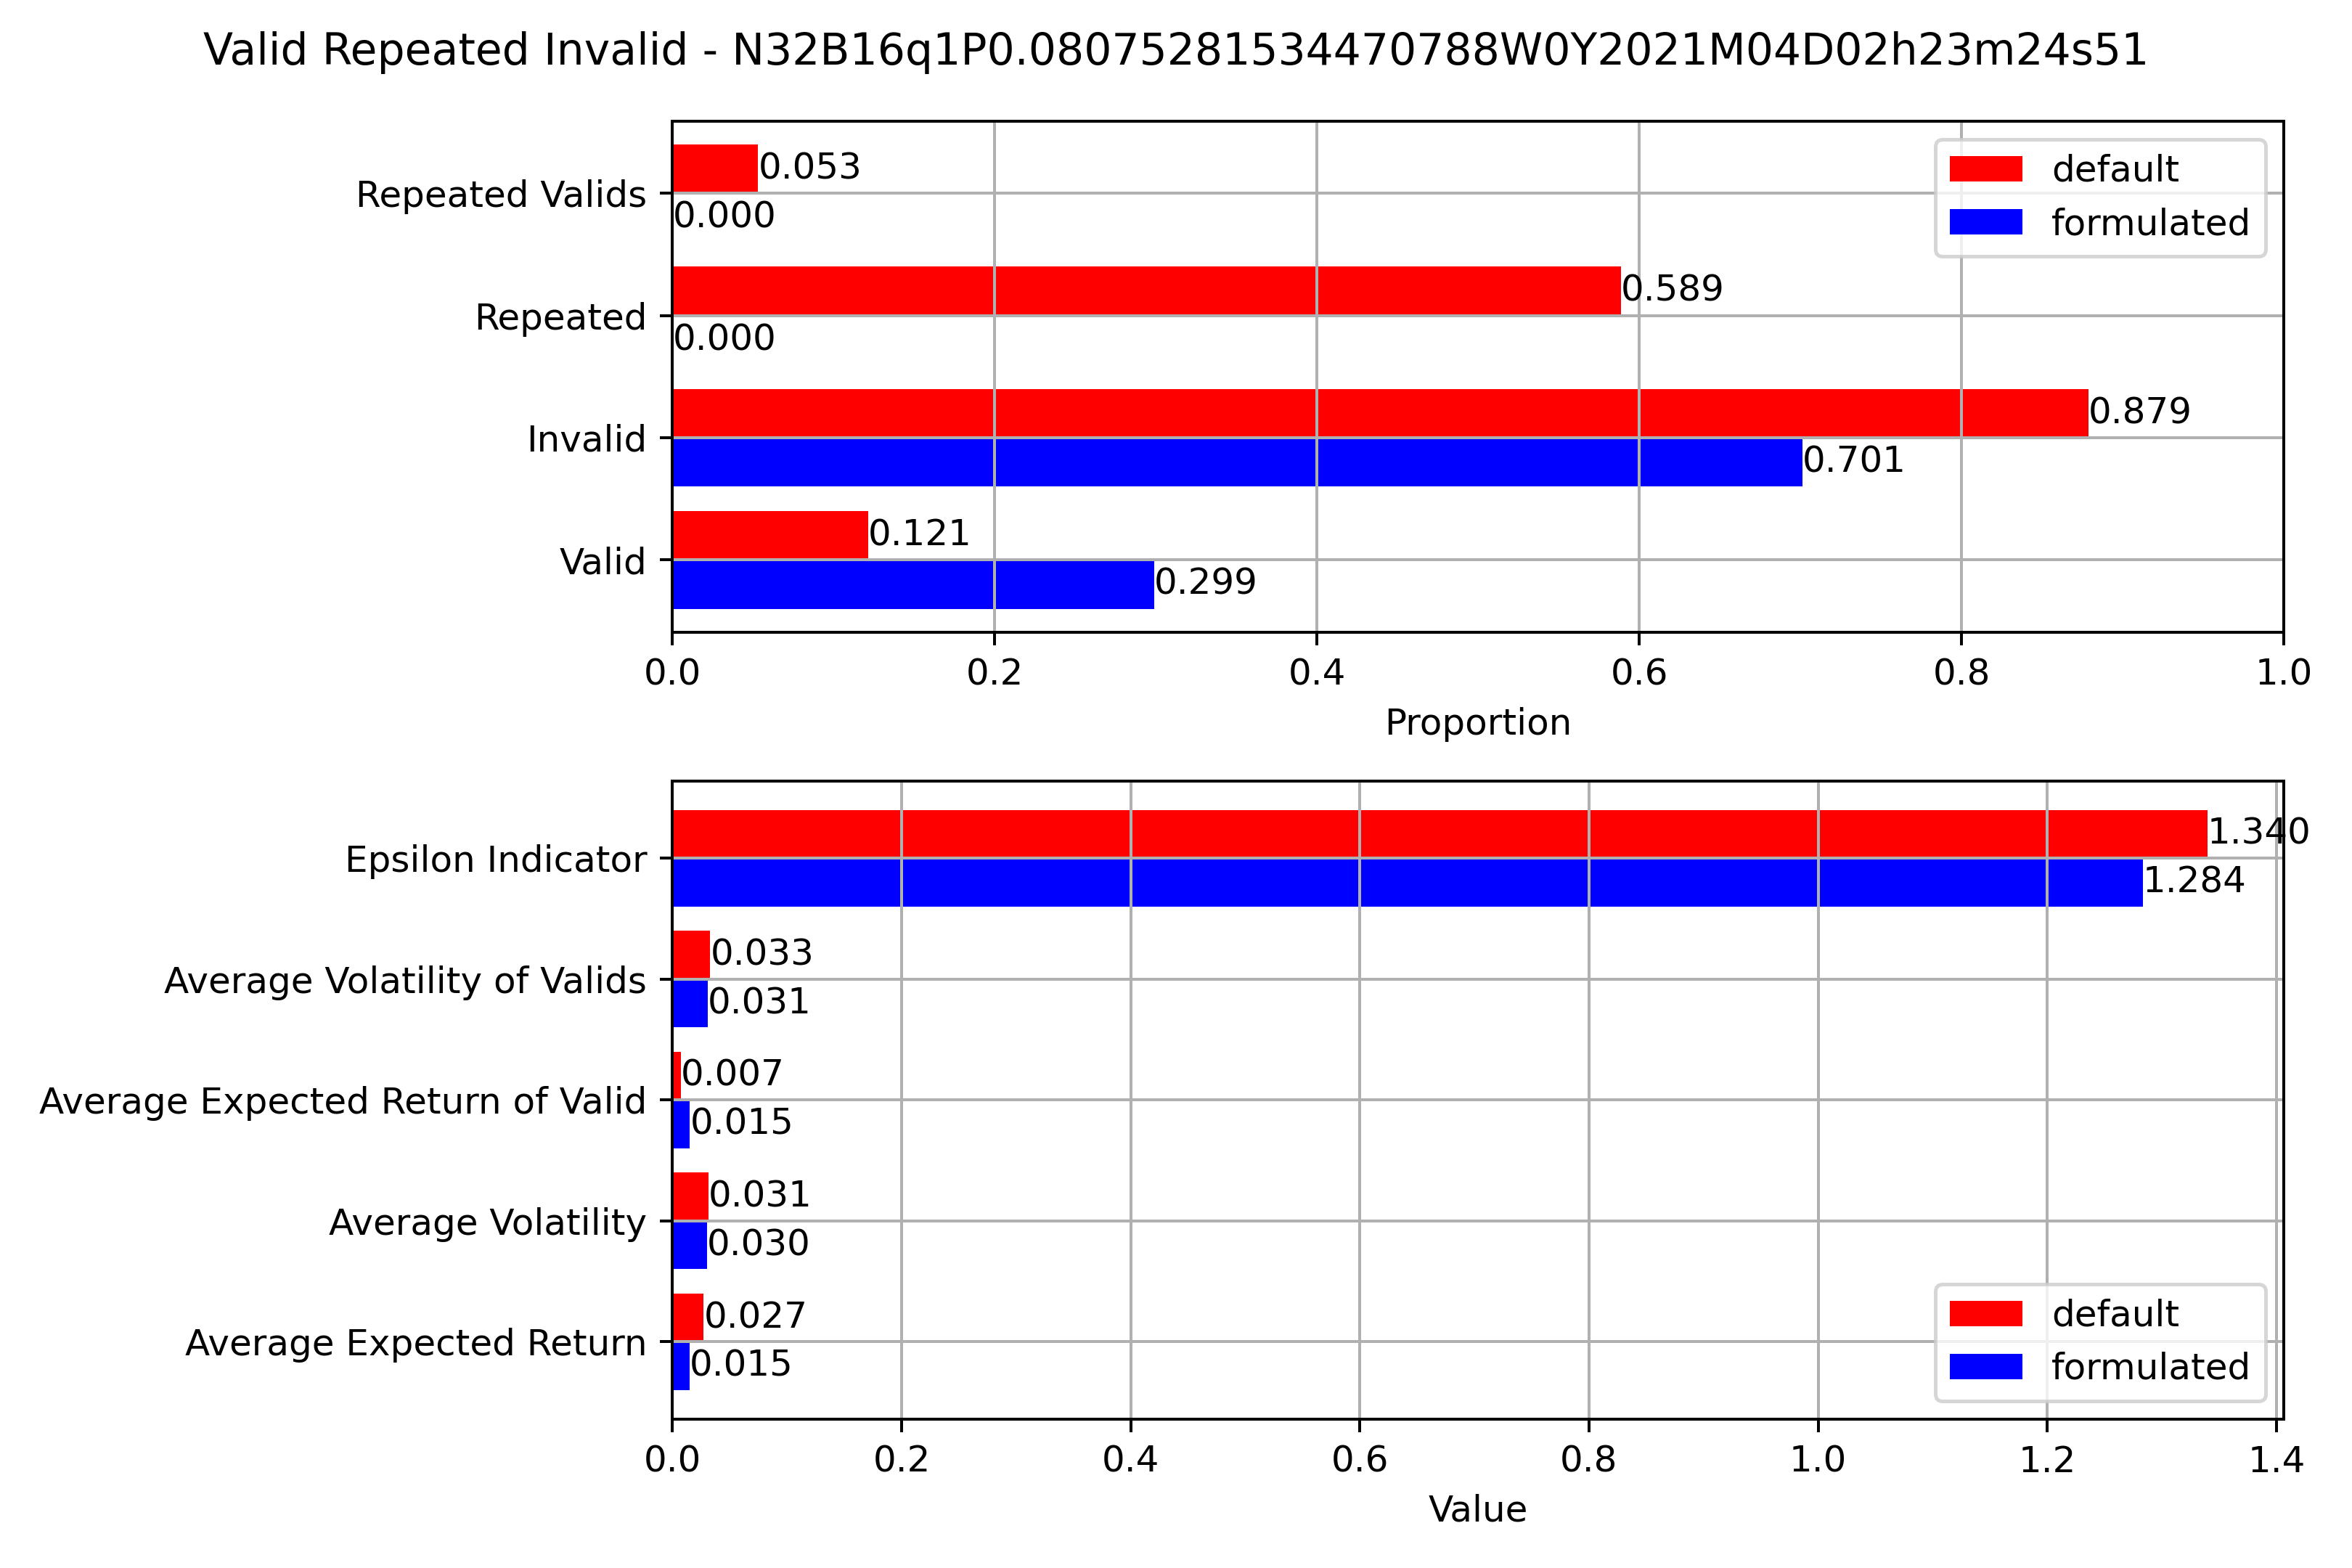 Valid Repeated Invalid - N32B16q1P0.08075281534470788W0Y2021M04D02h23m24s51
Repeated Valids
0.053
0.000
Repeated
0.589
0.000
Invalid
0.879
0.701
Valid
0.121
0.299
default
formulated
0.0 0.2 0.4 0.6 0.8 1.0
Proportion
Epsilon Indicator
1.340
1.284
Average Volatility of Valids
0.033
0.031
Average Expected Return of Valid
0.007
0.015
Average Volatility
0.031
0.030
Average Expected Return
0.027
0.015
default
formulated
0.0 0.2 0.4 0.6 0.8 1.0 1.2 1.4
Value